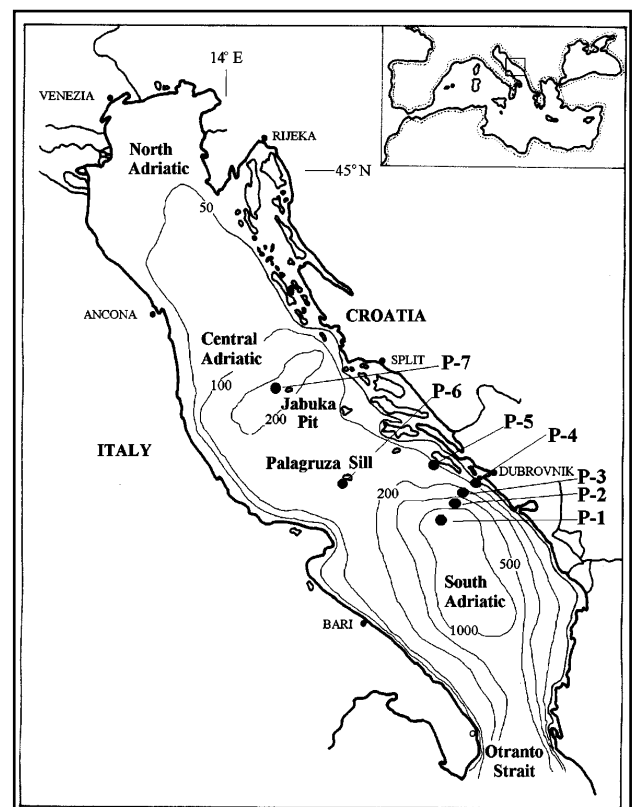 14° E
VENEZIA
RIJEKA
North
Adriatic
45° N
50
ANCONA
CROATIA
Central
Adriatic
SPLIT
P-7
100
P-6
Jabuka
200
Pit
P-5
ITALY
P-4
Palagruza Sill
DUBROVNIK
P-3
200
P-2
P-1
500
South
Adriatic
BARI
1000
Otranto
Strait